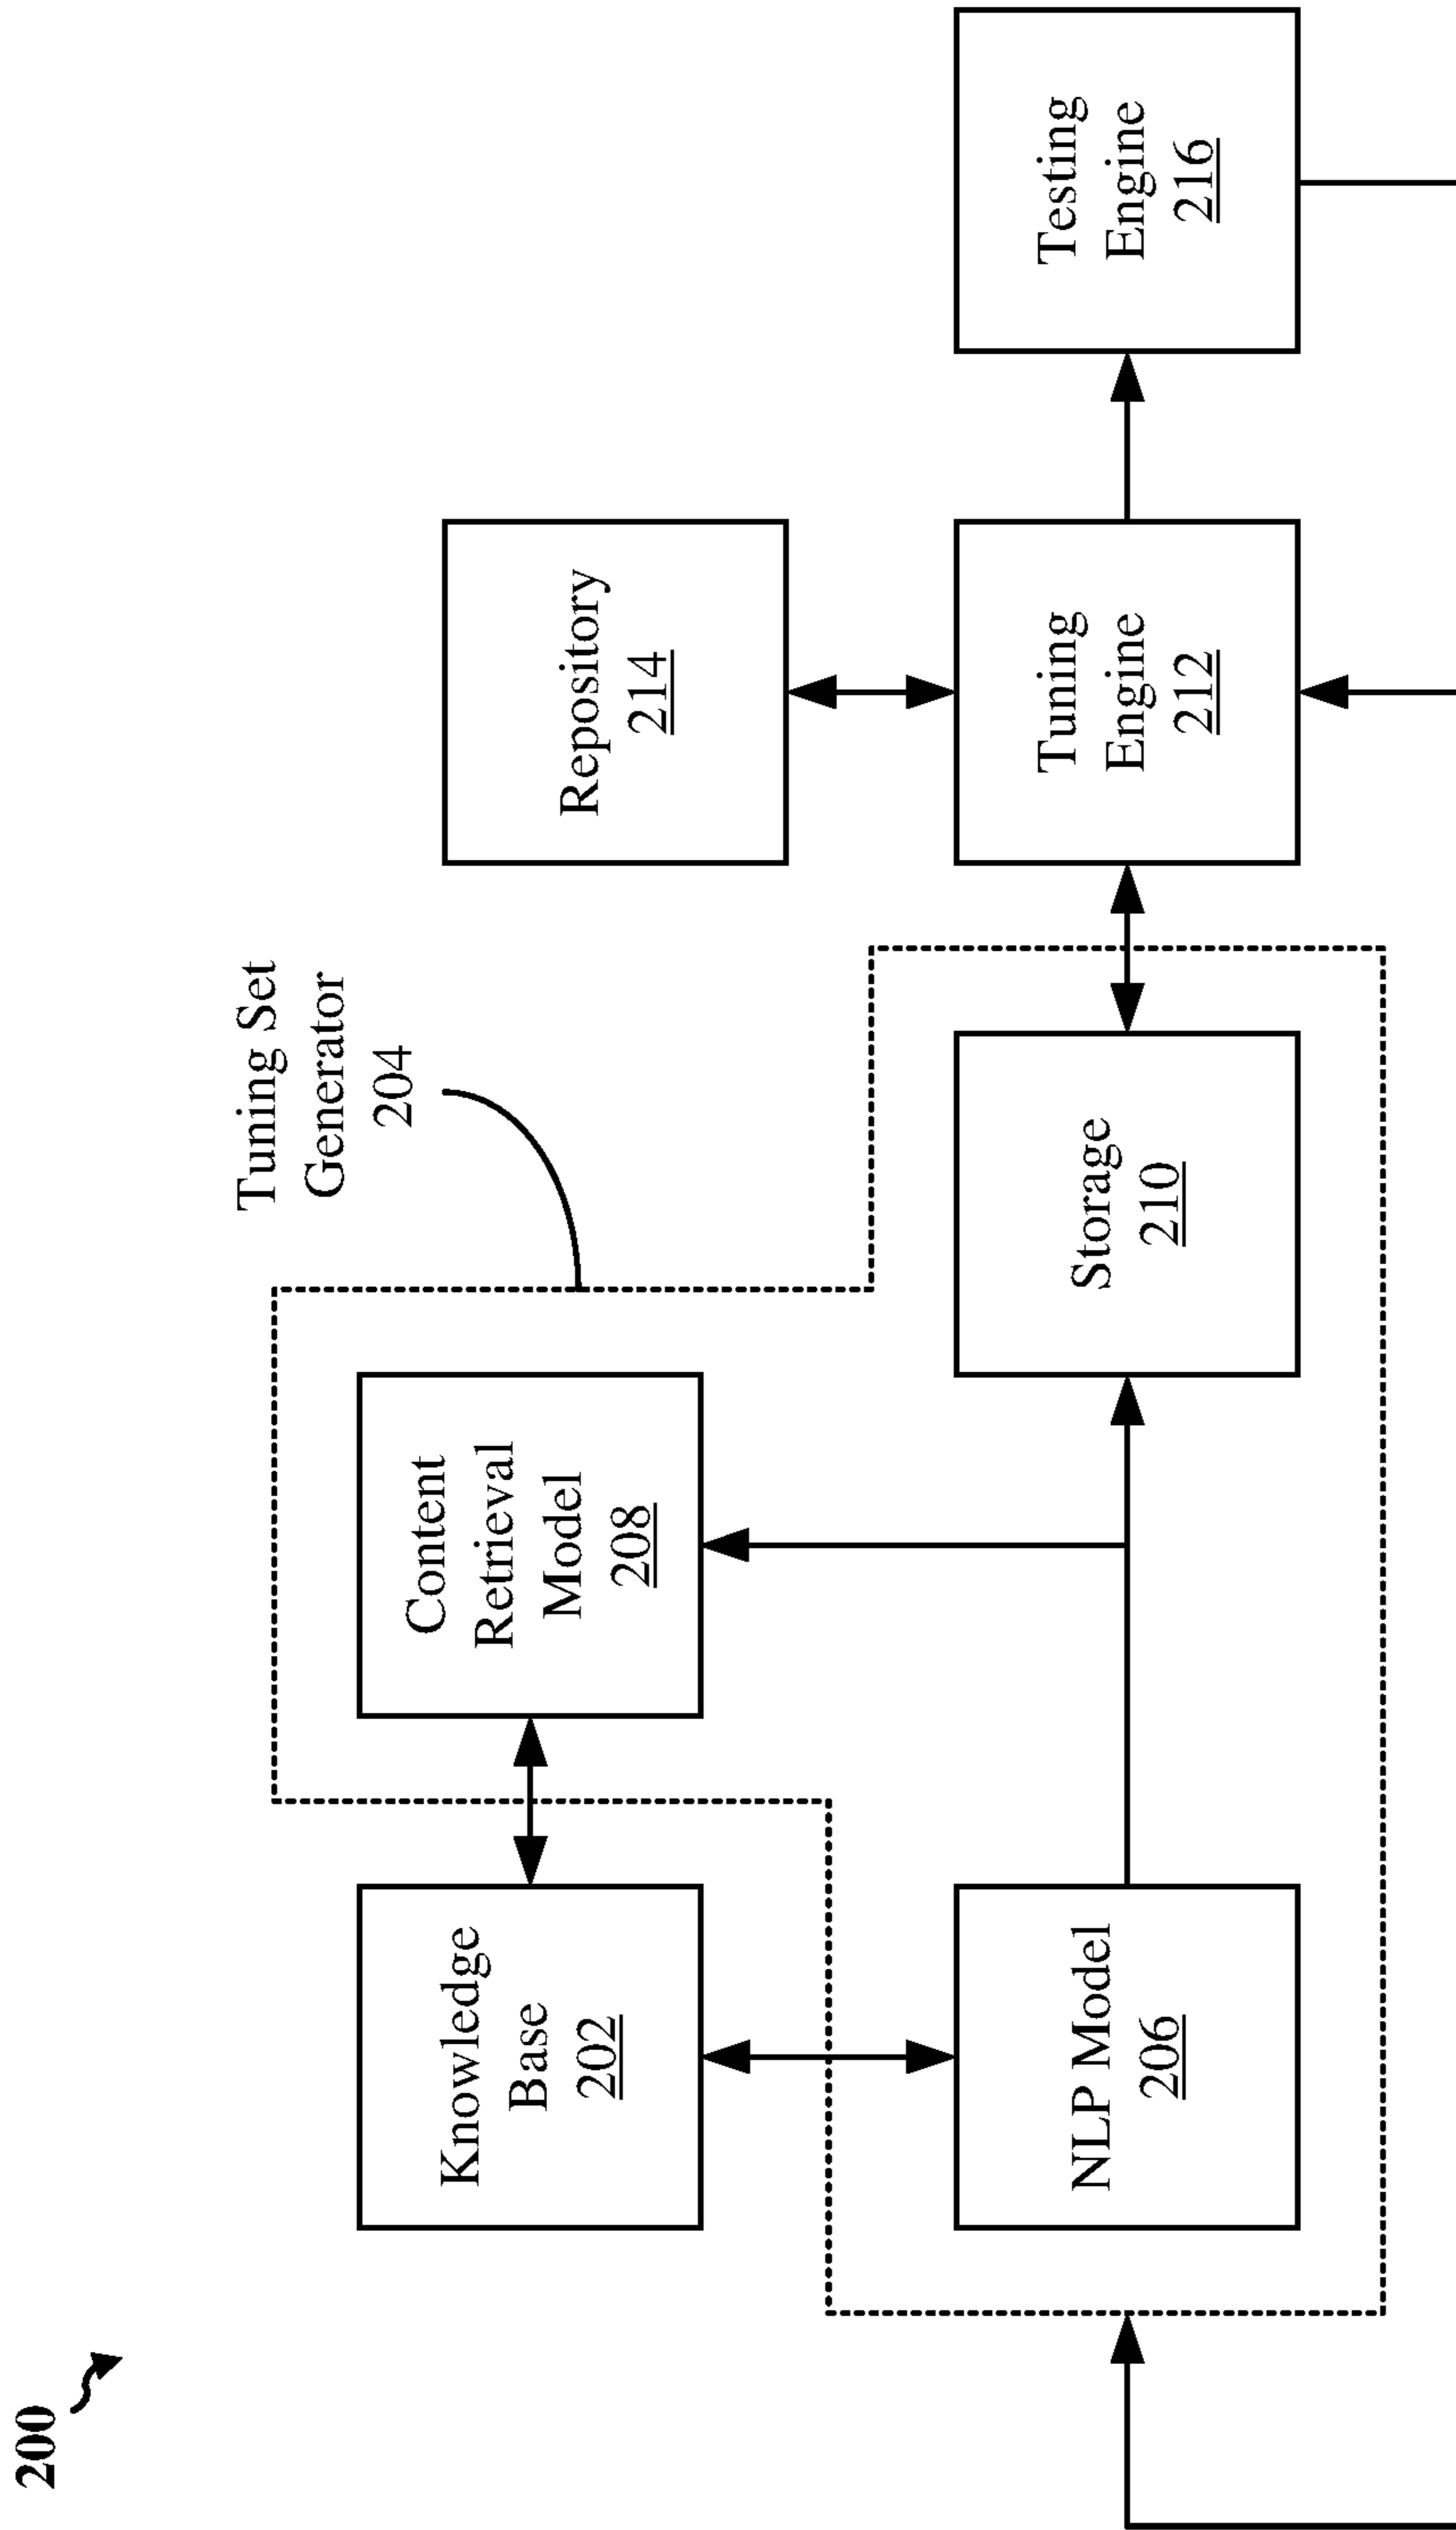 200
Tuning Set
Generator
204
Knowledge
Base
202
Content
Retrieval
Model
208
Repository
214
NLP Model
206
Storage
210
Tuning
Engine
212
Testing
Engine
216